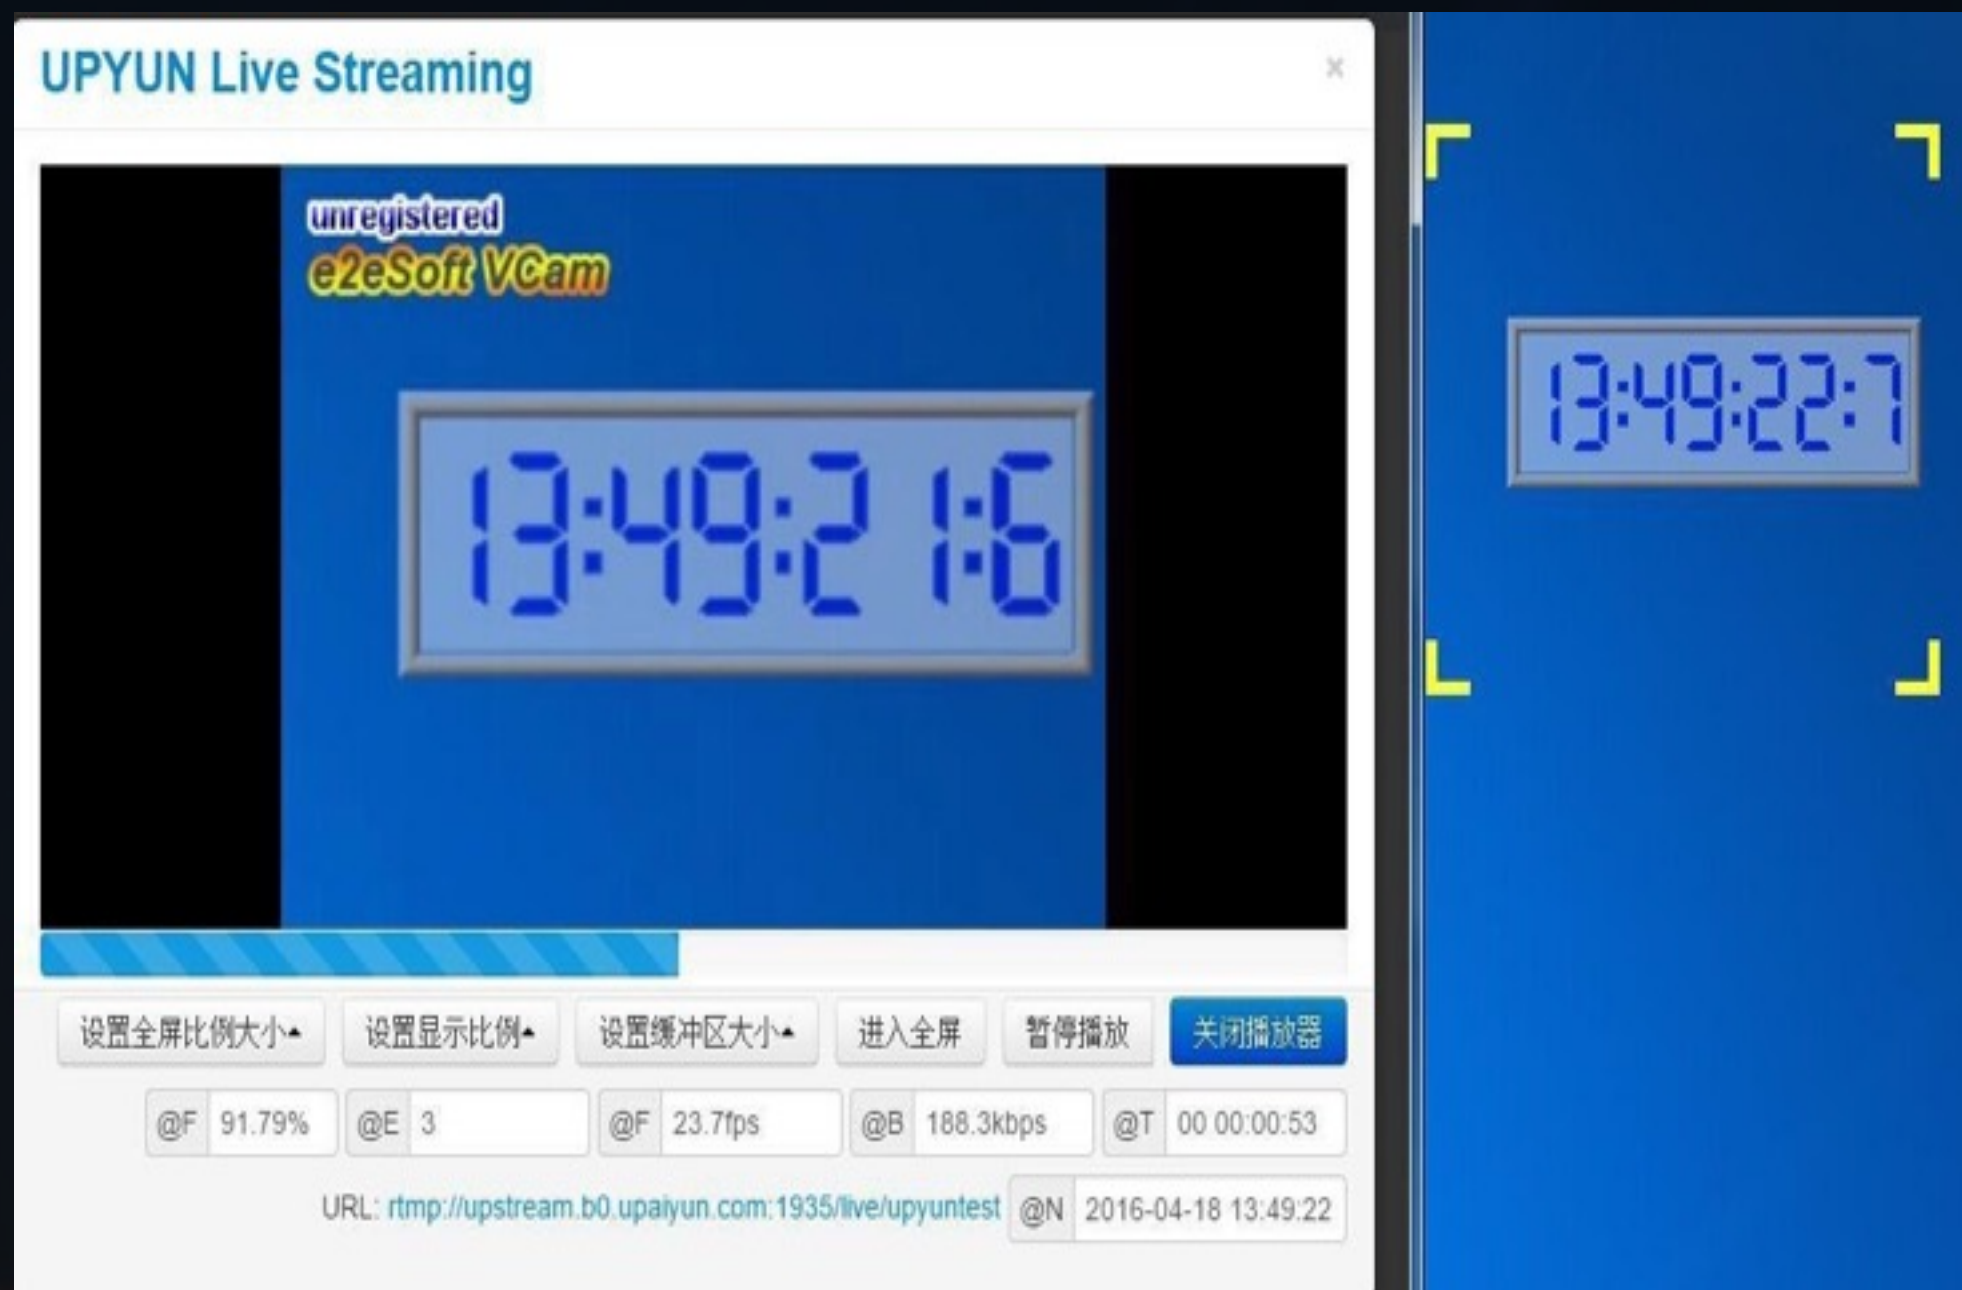 UPYUN Live Streaming
×
unregistered
e2eSoft VCam
13:49:21:6
13:49:22:7
设置全屏比例大小 设置显示比例 设置缓冲区大小 进入全屏 暂停播放 关闭播放器
@F 91.79% @E 3 @F 23.7fps @B 188.3kbps @T 00 00:00:53
URL: rtmp://upstream.b0.upaiyun.com:1935/live/upyuntest @N 2016-04-18 13:49:22